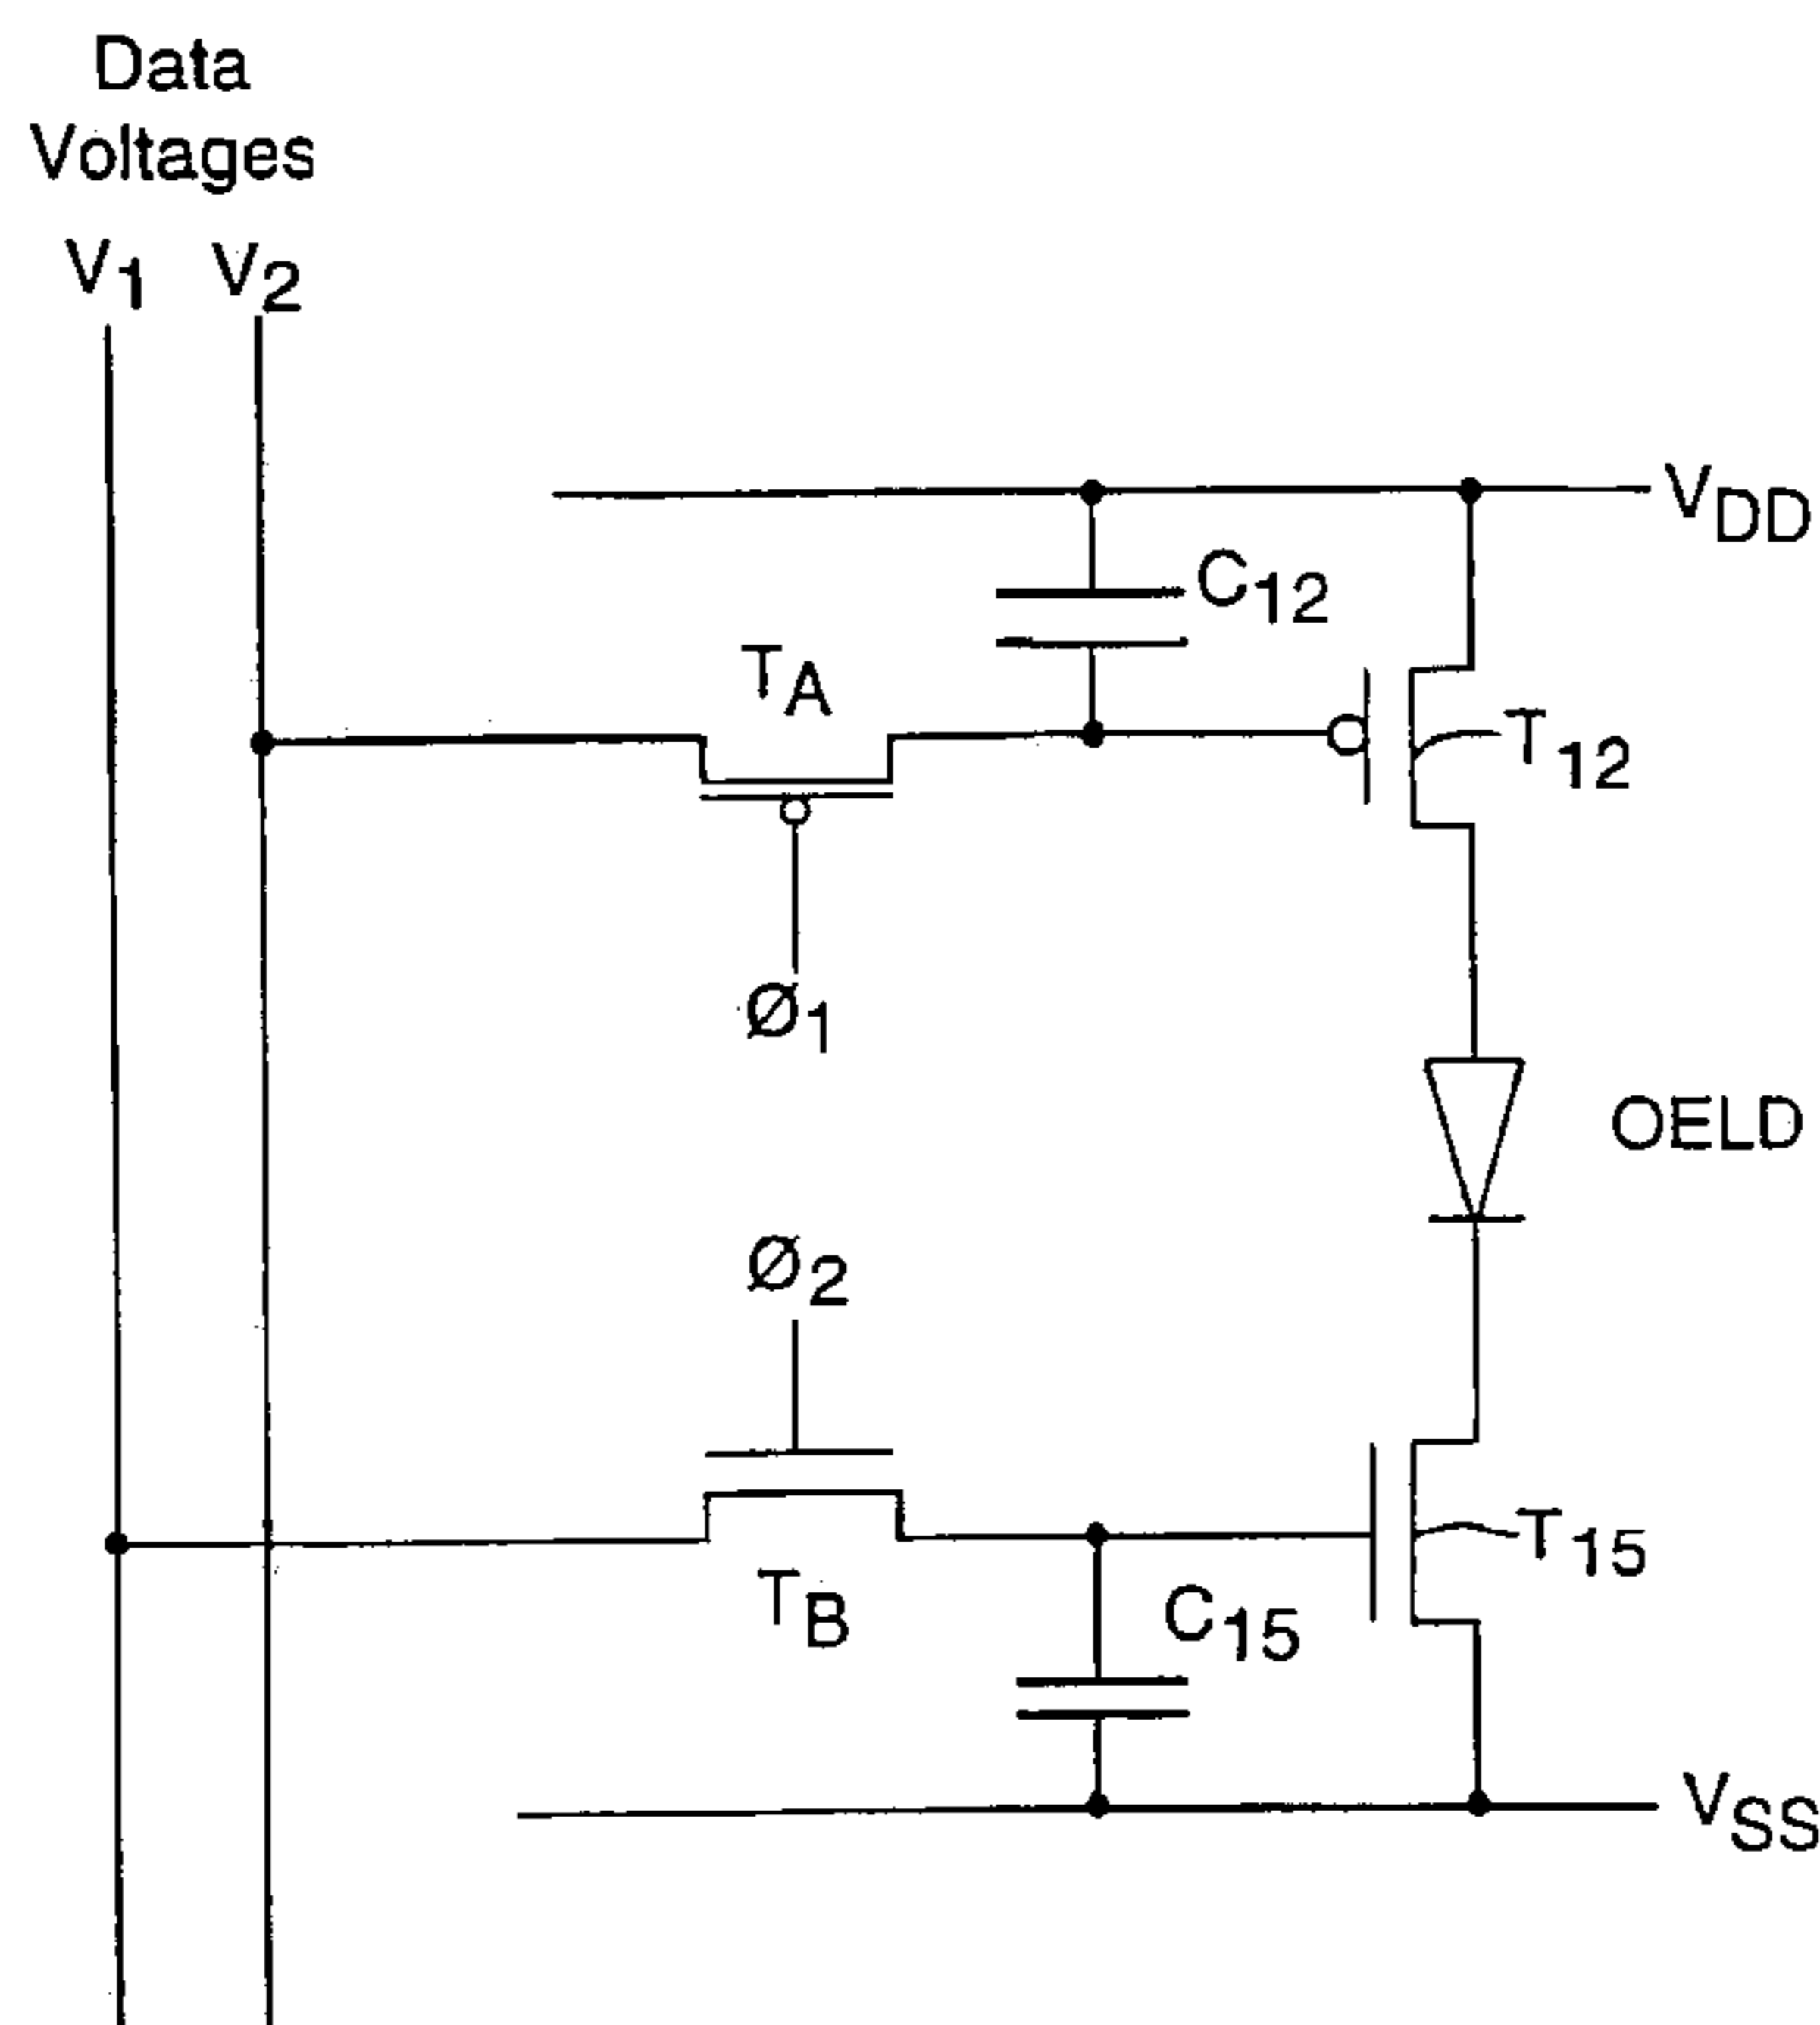 Data
Voltages
V1 V2
VDD
C12
TA
T12
Ø1
OELD
Ø2
T15
TB
C15
VSS